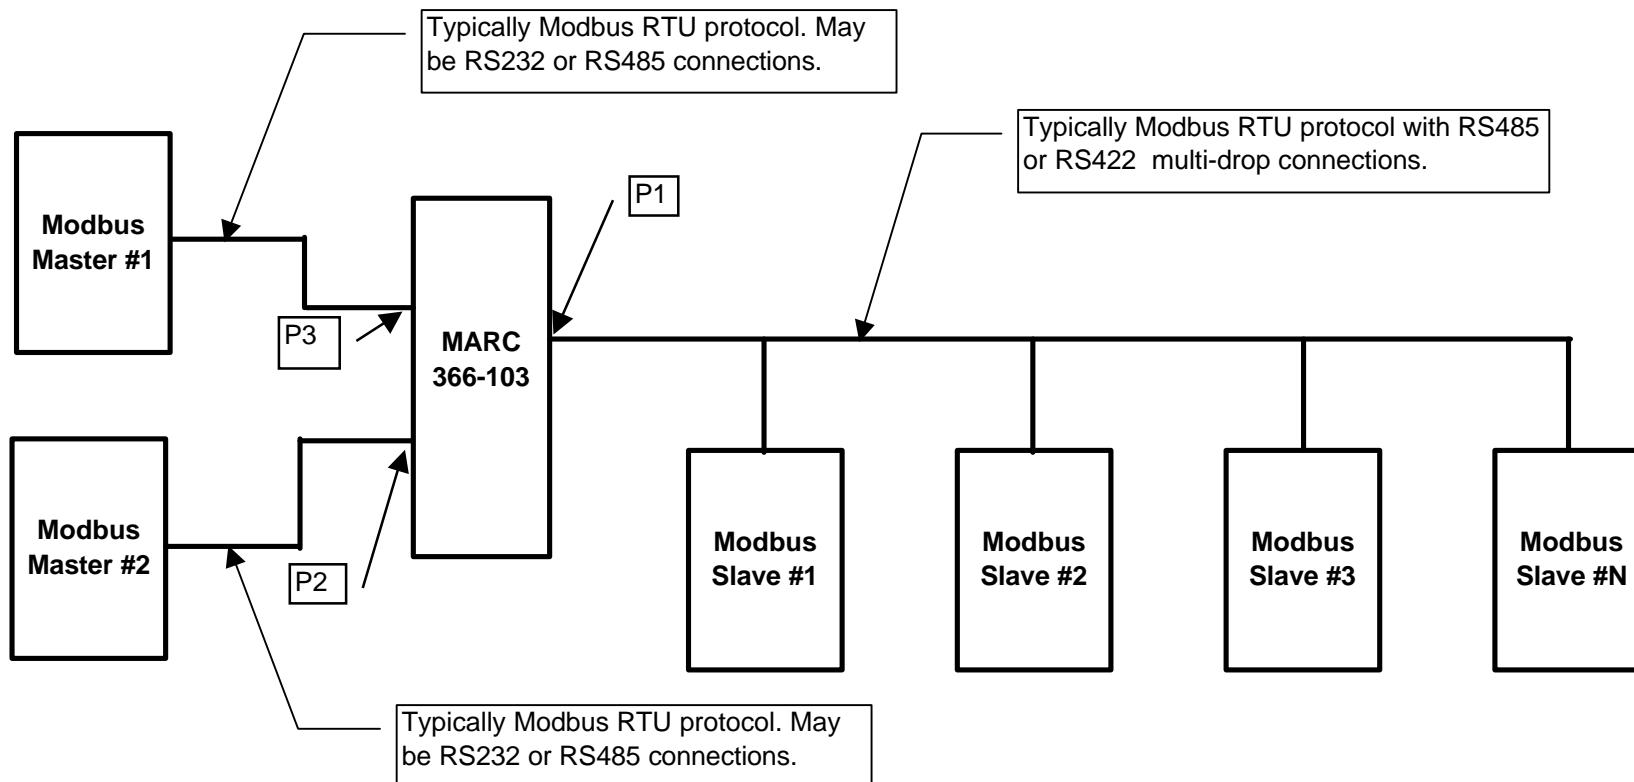 Typically Modbus RTU protocol. May
be RS232 or RS485 connections.
Typically Modbus RTU protocol with RS485
or RS422  multi-drop connections.
P1
Modbus
Master #1
P3
MARC
366-103
Modbus
Master #2
P2
Modbus
Slave #1
Modbus
Slave #2
Modbus
Slave #3
Modbus
Slave #N
Typically Modbus RTU protocol. May
be RS232 or RS485 connections.